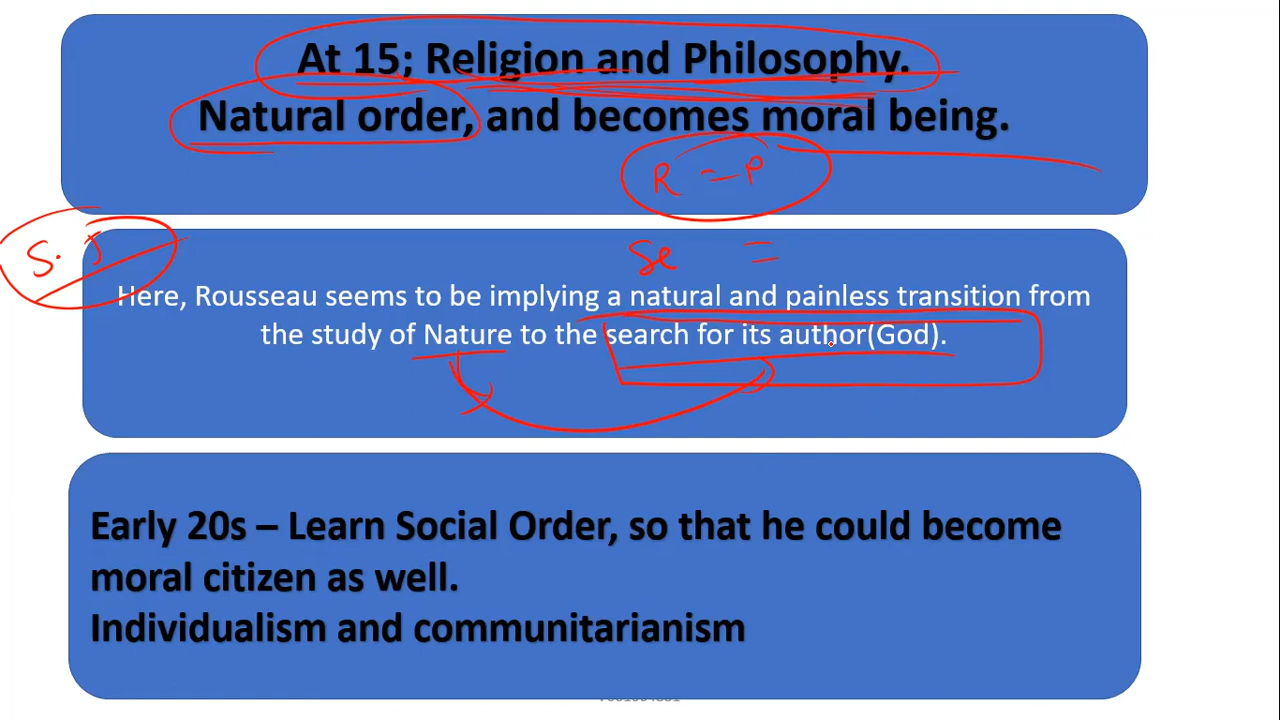 At 15; Religion and Philosophy.
Natural order, and becomes moral being.
R = P
S. J
Se =
Here, Rousseau seems to be implying a natural and painless transition from
the study of Nature to the search for its author(God).
Early 20s – Learn Social Order, so that he could become
moral citizen as well.
Individualism and communitarianism